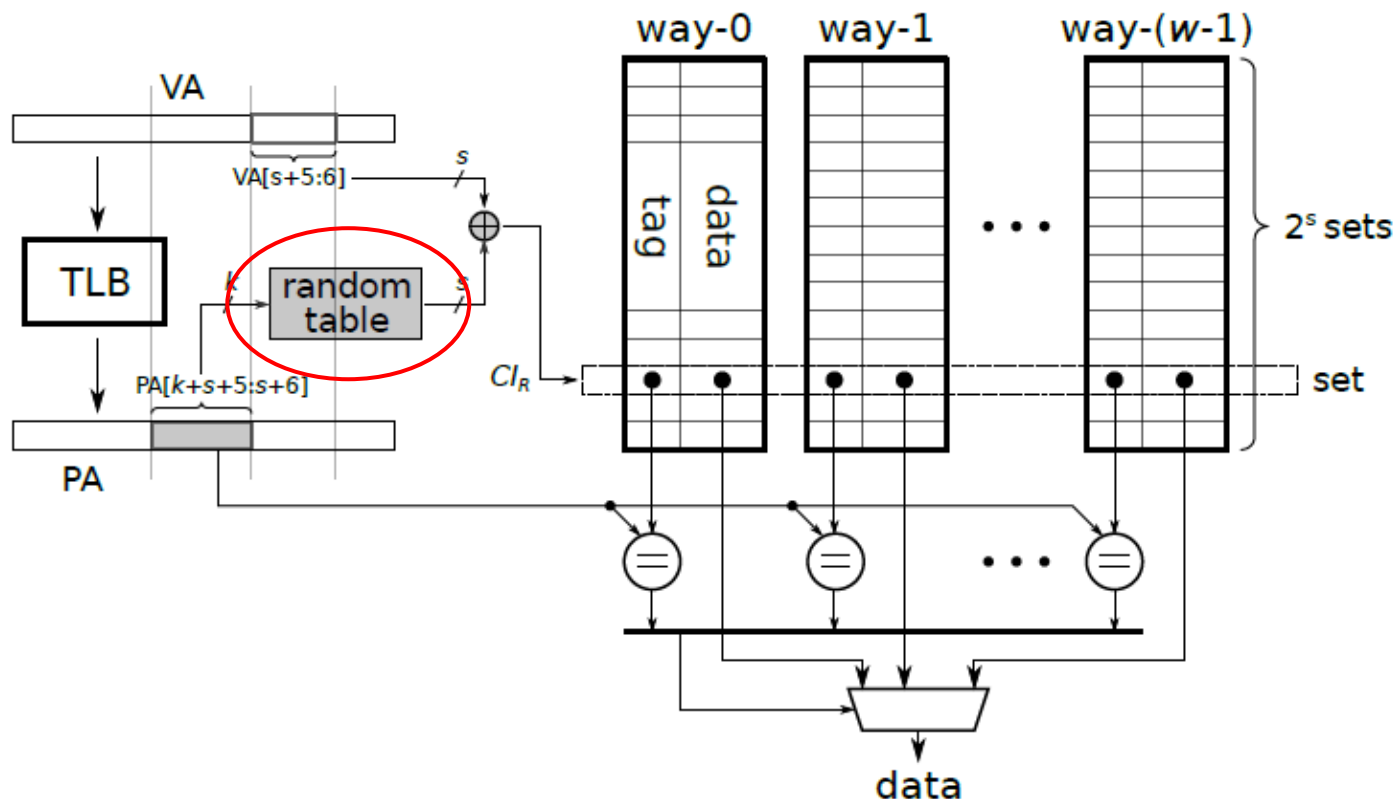 way-0 way-1 way-(w-1)
VA
VA[s+5:6]
s
tag
data
2ˢ sets
TLB
k
random
table
s
PA[k+s+5:s+6]
CI_R
set
PA
data